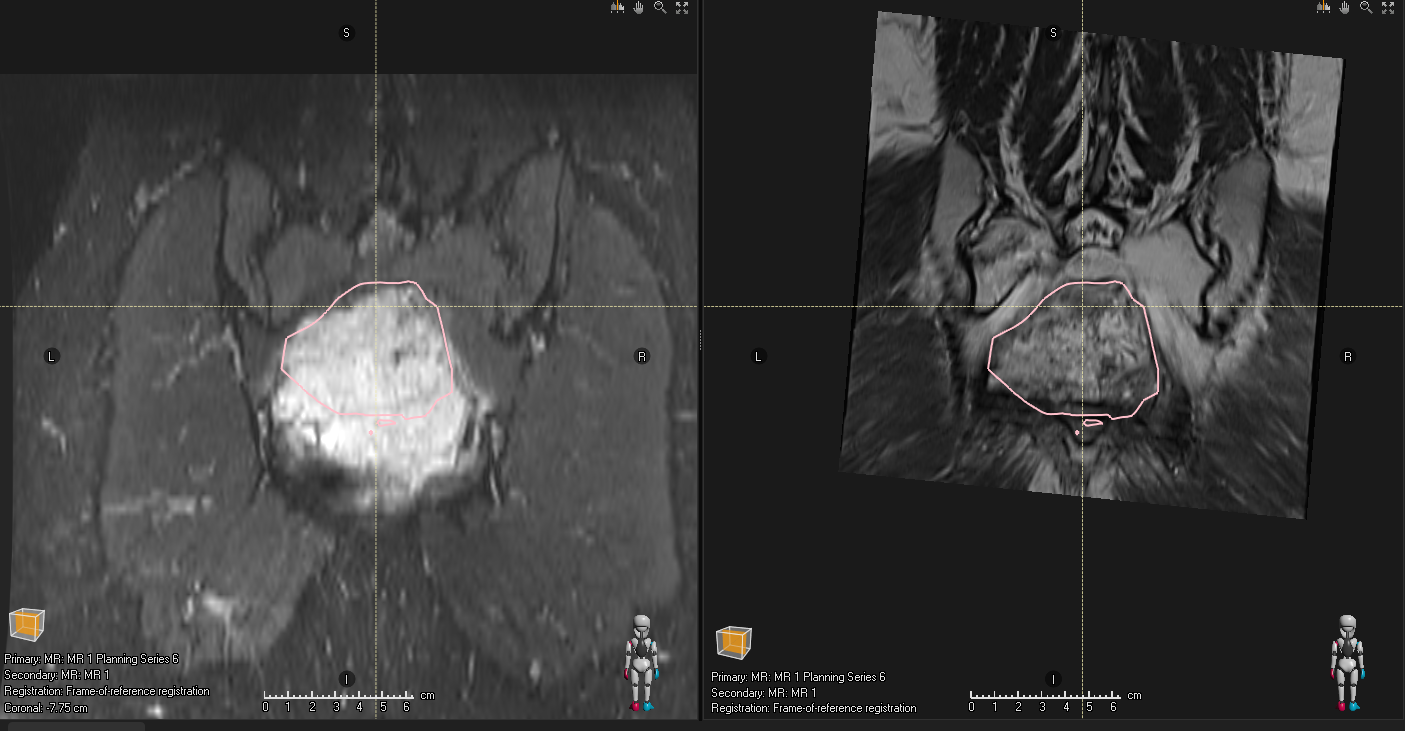 S
S
L
R
L
R
Primary: MR: MR 1 Planning Series 6
Secondary: MR: MR 1
Registration: Frame-of-reference registration
Coronal: -7.75 cm
I
cm
0 1 2 3 4 5 6
Primary: MR: MR 1 Planning Series 6
Secondary: MR: MR 1
Registration: Frame-of-reference registration
I
cm
0 1 2 3 4 5 6